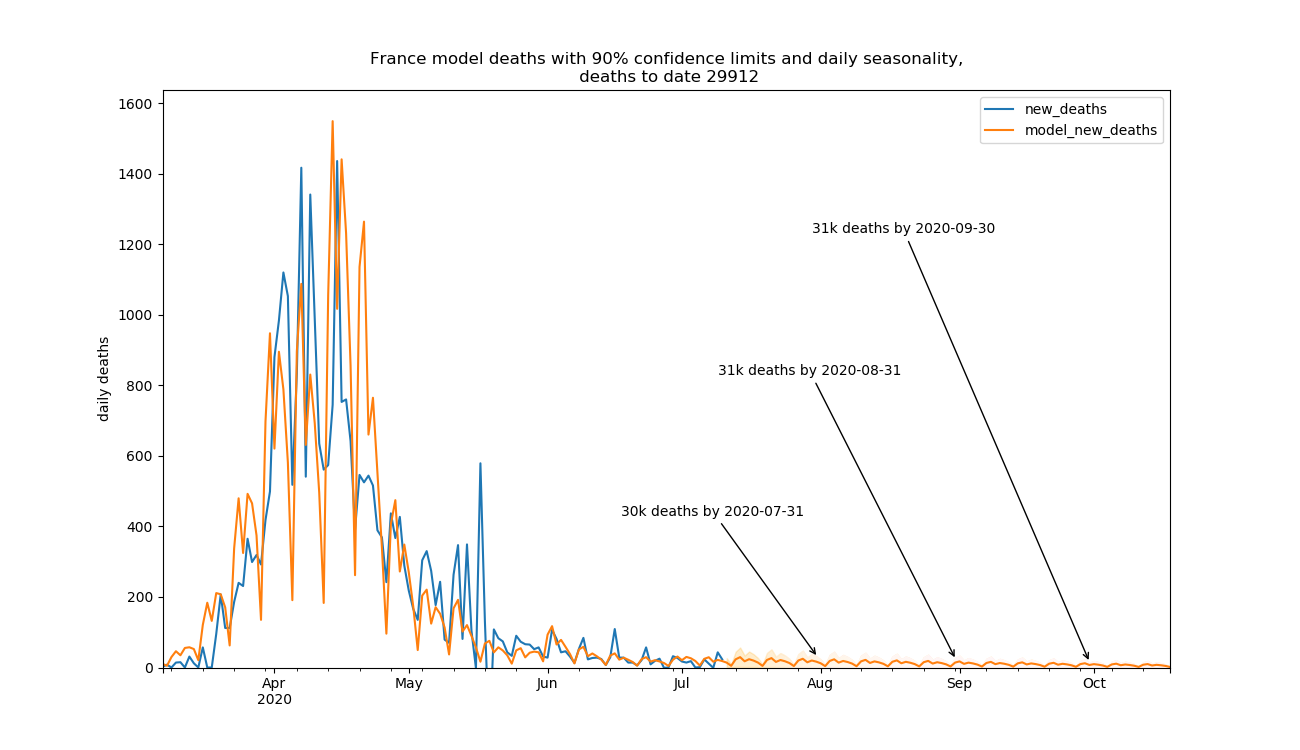 France model deaths with 90% confidence limits and daily seasonality,
deaths to date 29912
1600
1400
1200
1000
800
600
400
200
0
daily deaths
new_deaths
model_new_deaths
31k deaths by 2020-09-30
31k deaths by 2020-08-31
30k deaths by 2020-07-31
Apr
2020
May
Jun
Jul
Aug
Sep
Oct